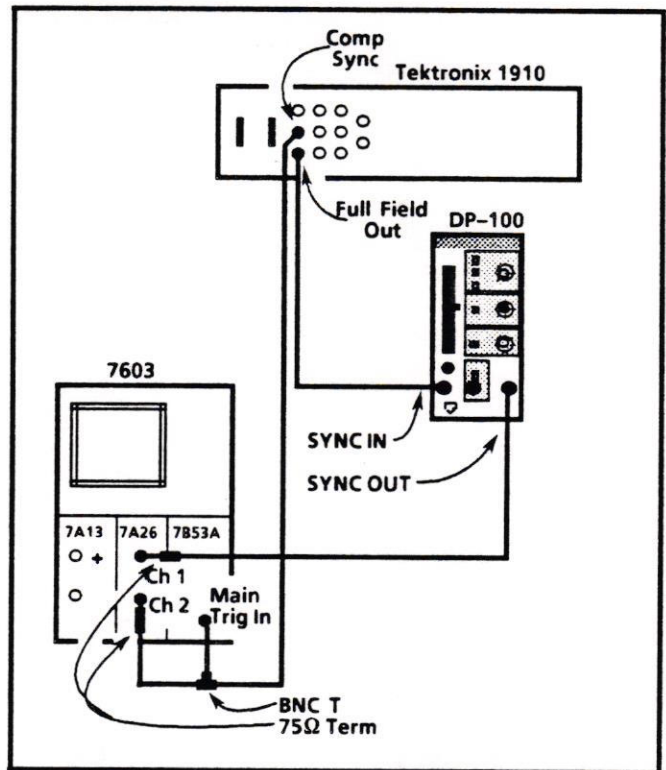 Comp
Sync
Tektronix 1910
Full Field
Out
DP-100
7603
SYNC IN
SYNC OUT
7A13
7A26
7B53A
+
Ch 1
Ch 2
Main
Trig In
BNC T
75Ω Term